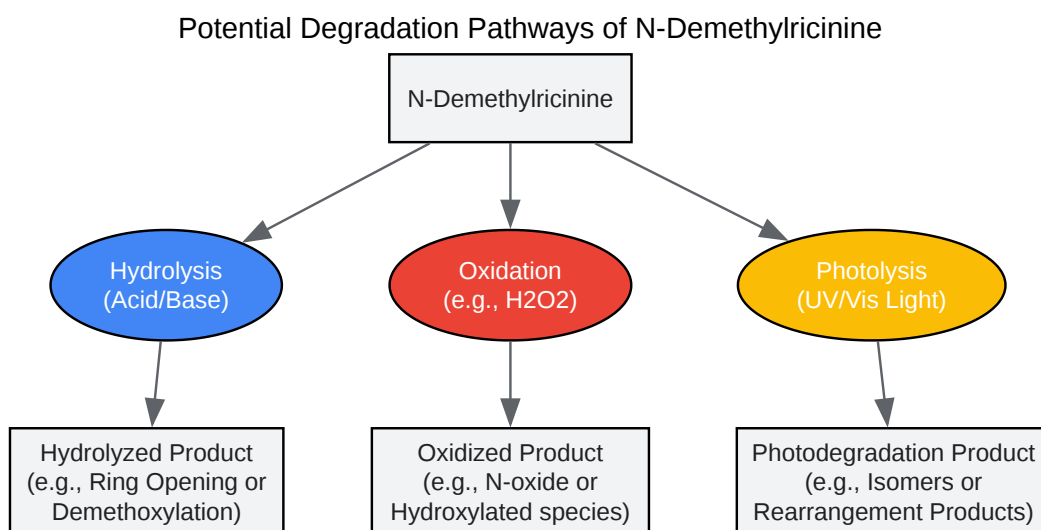 Potential Degradation Pathways of N-Demethylricinine
N-Demethylricinine
Hydrolysis
(Acid/Base)
Oxidation
(e.g., H2O2)
Photolysis
(UV/Vis Light)
Hydrolyzed Product
(e.g., Ring Opening or
Demethoxylation)
Oxidized Product
(e.g., N-oxide or
Hydroxylated species)
Photodegradation Product
(e.g., Isomers or
Rearrangement Products)